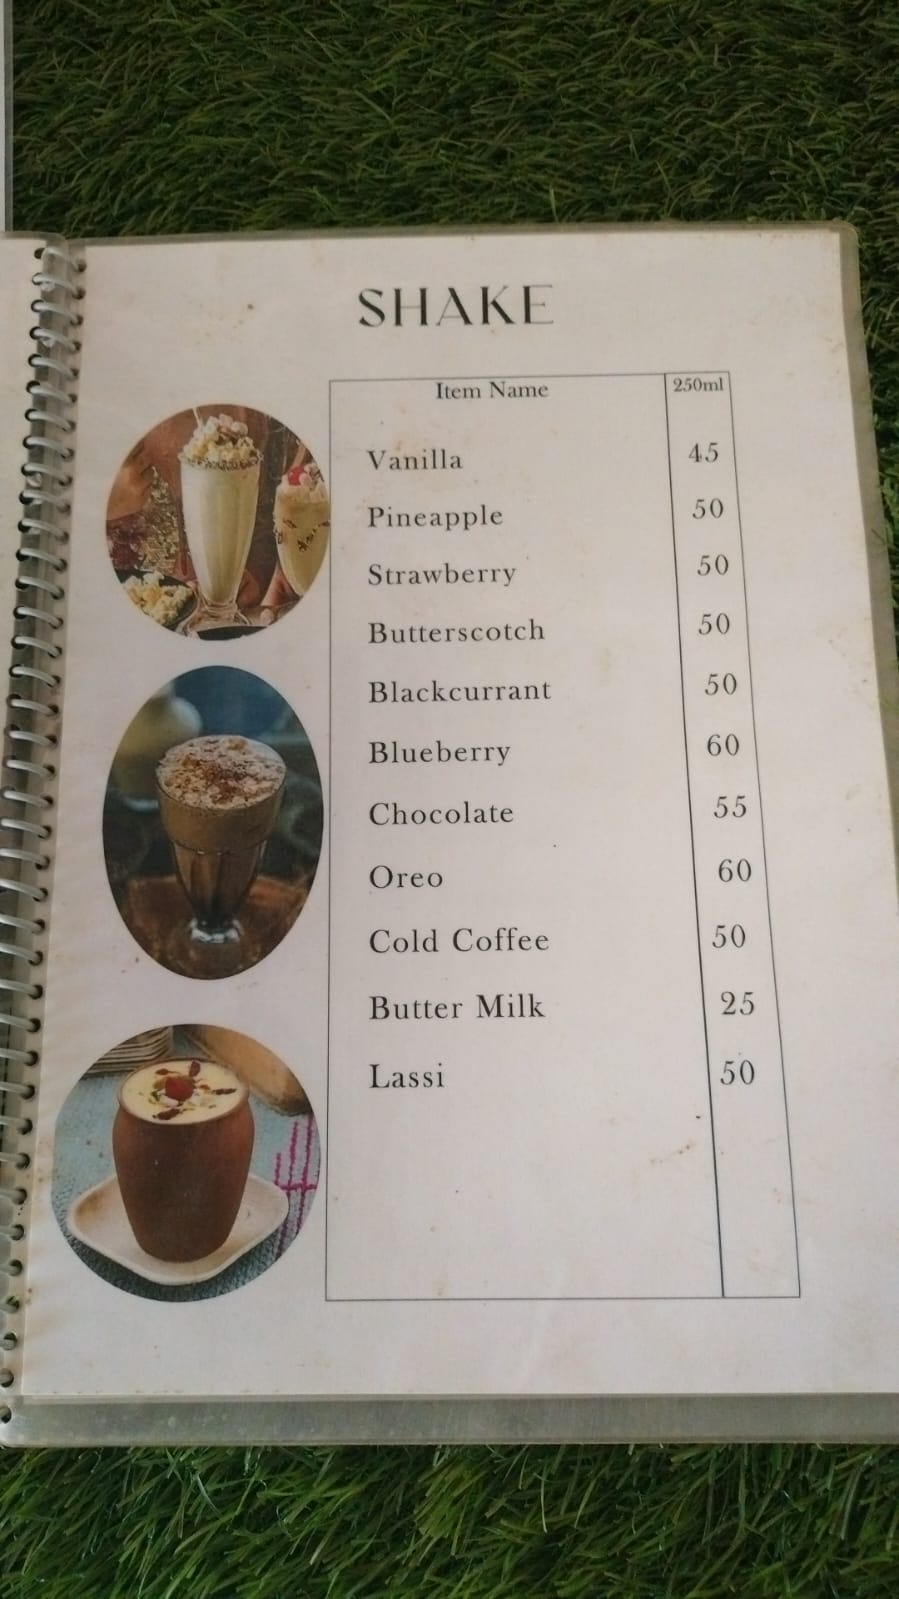 SHAKE
Item Name 250ml
Vanilla 45
Pineapple 50
Strawberry 50
Butterscotch 50
Blackcurrant 50
Blueberry 60
Chocolate 55
Oreo 60
Cold Coffee 50
Butter Milk 25
Lassi 50